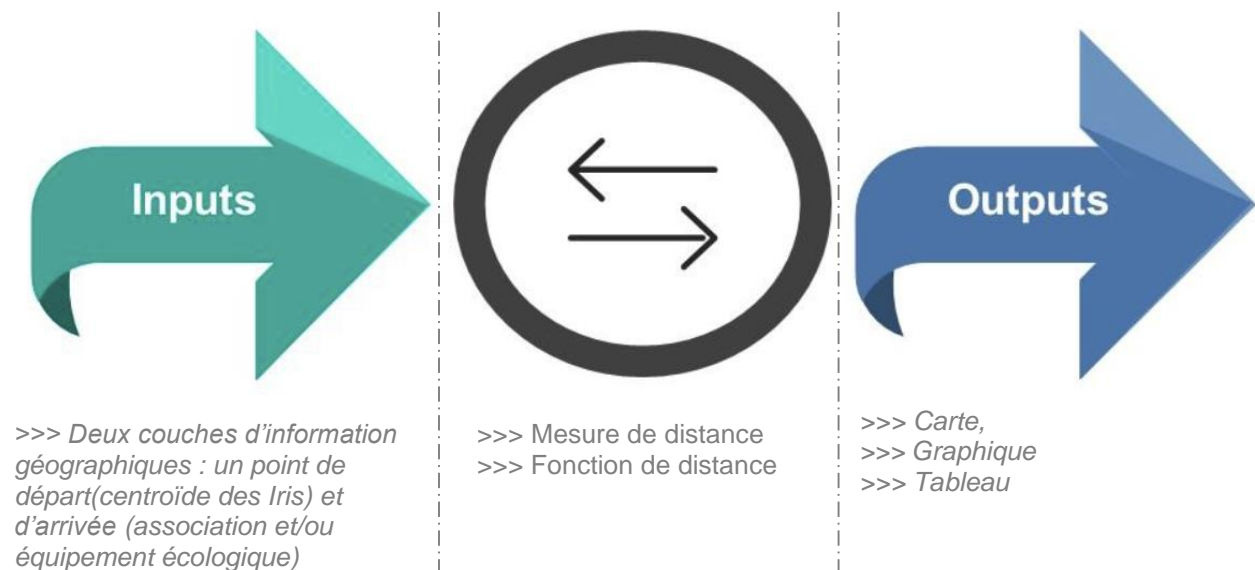 Inputs
Outputs
>>> Deux couches d’information
géographiques : un point de
départ(centroïde des Iris) et
d’arrivée (association et/ou
équipement écologique)
>>> Mesure de distance
>>> Fonction de distance
>>> Carte,
>>> Graphique
>>> Tableau